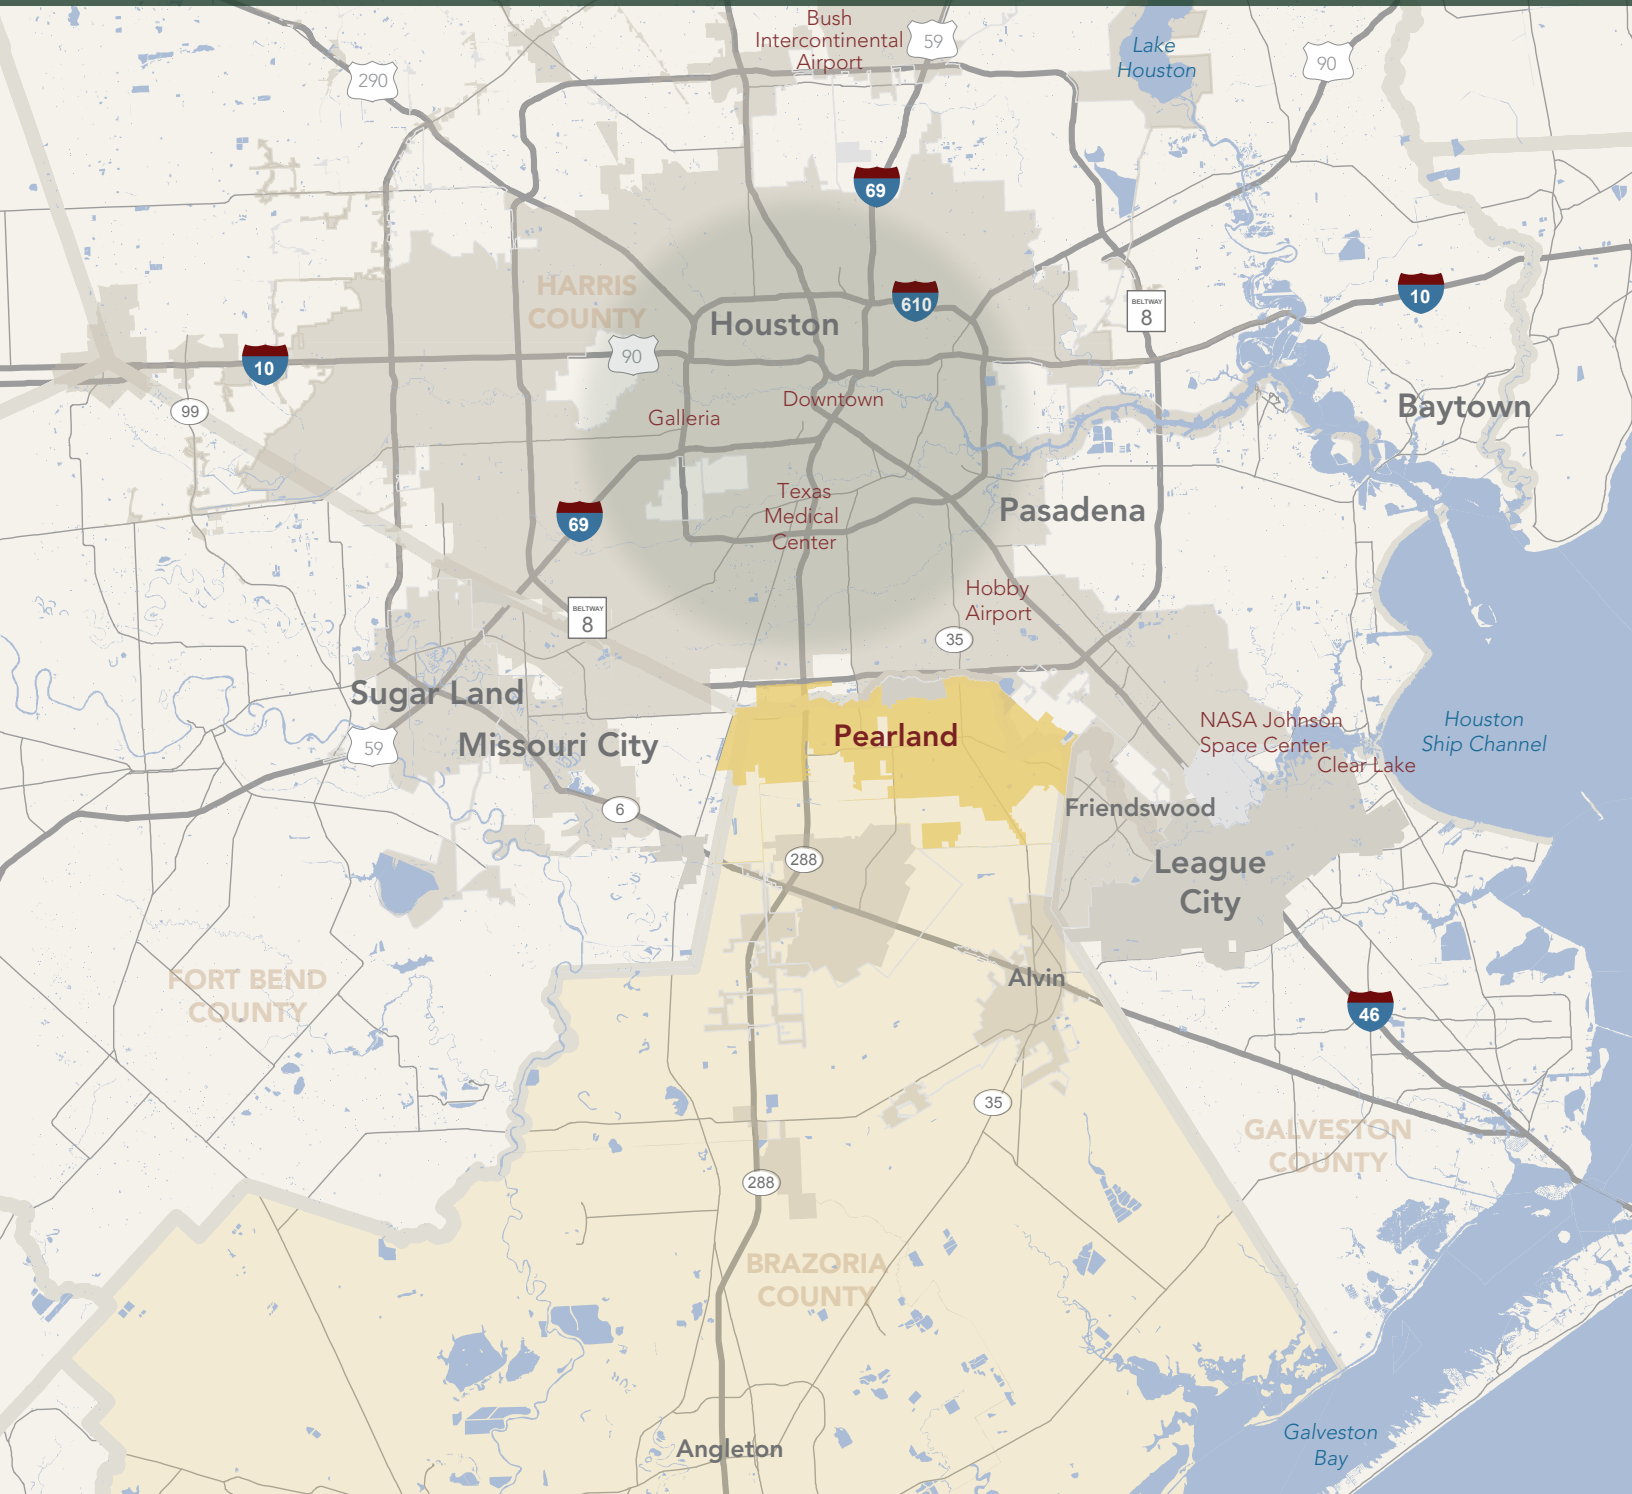 Bush
Intercontinental
Airport
59
Lake
Houston
90
290
69
HARRIS
COUNTY
610
10
BELTWAY
8
Houston
90
10
99
Downtown
Galleria
Baytown
Texas
Medical
Center
69
Pasadena
Hobby
Airport
BELTWAY
8
35
Sugar Land
59
Missouri City
Pearland
NASA Johnson
Space Center
Clear Lake
Houston
Ship Channel
6
Friendswood
288
League
City
FORT BEND
COUNTY
Alvin
46
35
GALVESTON
COUNTY
288
BRAZORIA
COUNTY
Angleton
Galveston
Bay